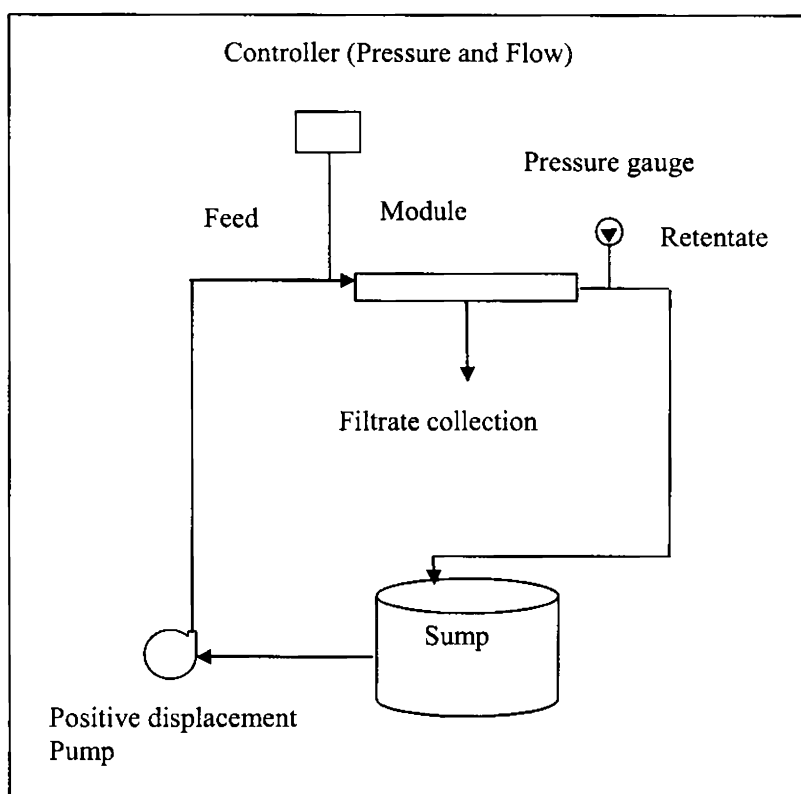 Controller (Pressure and Flow)
Pressure gauge
Feed
Module
Retentate
Filtrate collection
Sump
Positive displacement
Pump